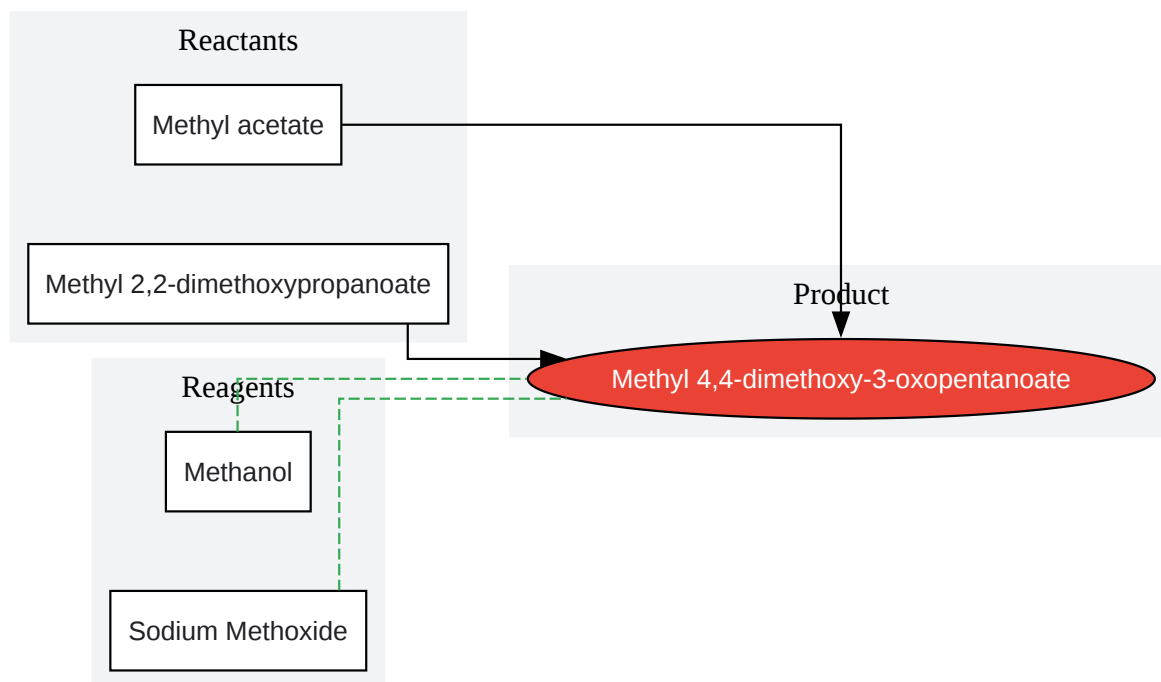 Reactants
Methyl acetate
Methyl 2,2-dimethoxypropanoate
Product
Methyl 4,4-dimethoxy-3-oxopentanoate
Reagents
Methanol
Sodium Methoxide